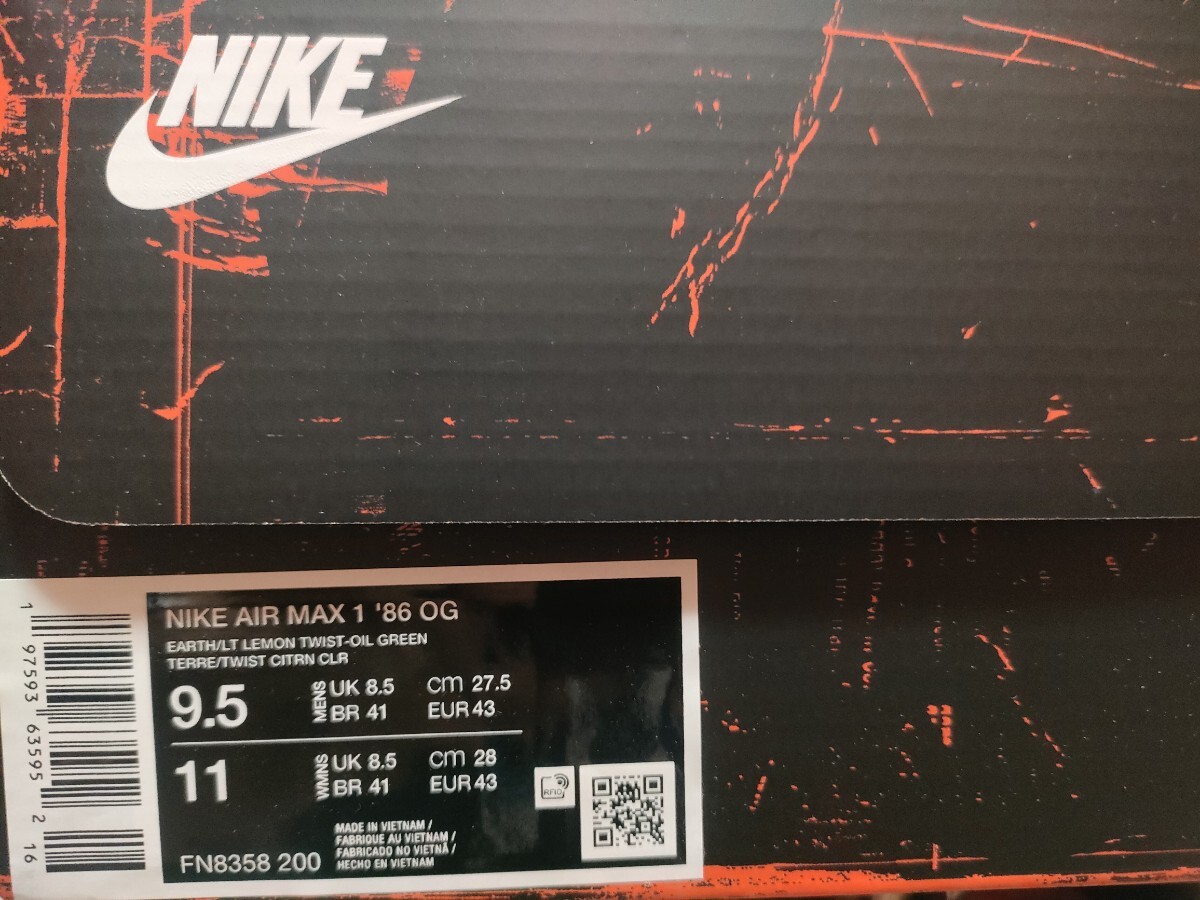 NIKE
NIKE AIR MAX 1 '86 OG
EARTH/LT LEMON TWIST-OIL GREEN
TERRE/TWIST CITRN CLR
9.5 MENS UK 8.5 cm 27.5
BR 41 EUR 43
11 WMNS UK 8.5 cm 28
BR 41 EUR 43
MADE IN VIETNAM /
FABRIQUE AU VIETNAM /
FABRICADO NO VIETNÃ /
HECHO EN VIETNAM
FN8358 200
RFID
1 97593 63595 2 16